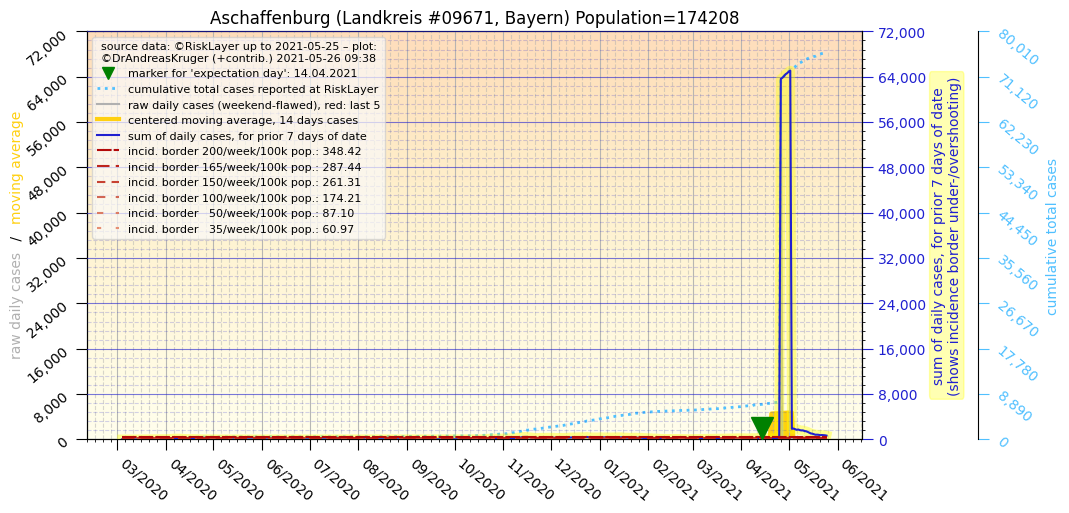 Aschaffenburg (Landkreis #09671, Bayern) Population=174208
source data: ©RiskLayer up to 2021-05-25 – plot:
©DrAndreasKruger (+contrib.) 2021-05-26 09:38
marker for 'expectation day': 14.04.2021
cumulative total cases reported at RiskLayer
raw daily cases (weekend-flawed), red: last 5
centered moving average, 14 days cases
sum of daily cases, for prior 7 days of date
incid. border 200/week/100k pop.: 348.42
incid. border 165/week/100k pop.: 287.44
incid. border 150/week/100k pop.: 261.31
incid. border 100/week/100k pop.: 174.21
incid. border   50/week/100k pop.: 87.10
incid. border   35/week/100k pop.: 60.97
raw daily cases   /   moving average
72,000
64,000
56,000
48,000
40,000
32,000
24,000
16,000
8,000
0
03/2020
04/2020
05/2020
06/2020
07/2020
08/2020
09/2020
10/2020
11/2020
12/2020
01/2021
02/2021
03/2021
04/2021
05/2021
06/2021
72,000
64,000
56,000
48,000
40,000
32,000
24,000
16,000
8,000
0
sum of daily cases, for prior 7 days of date
(shows incidence border under-/overshooting)
80,010
71,120
62,230
53,340
44,450
35,560
26,670
17,780
8,890
0
cumulative total cases